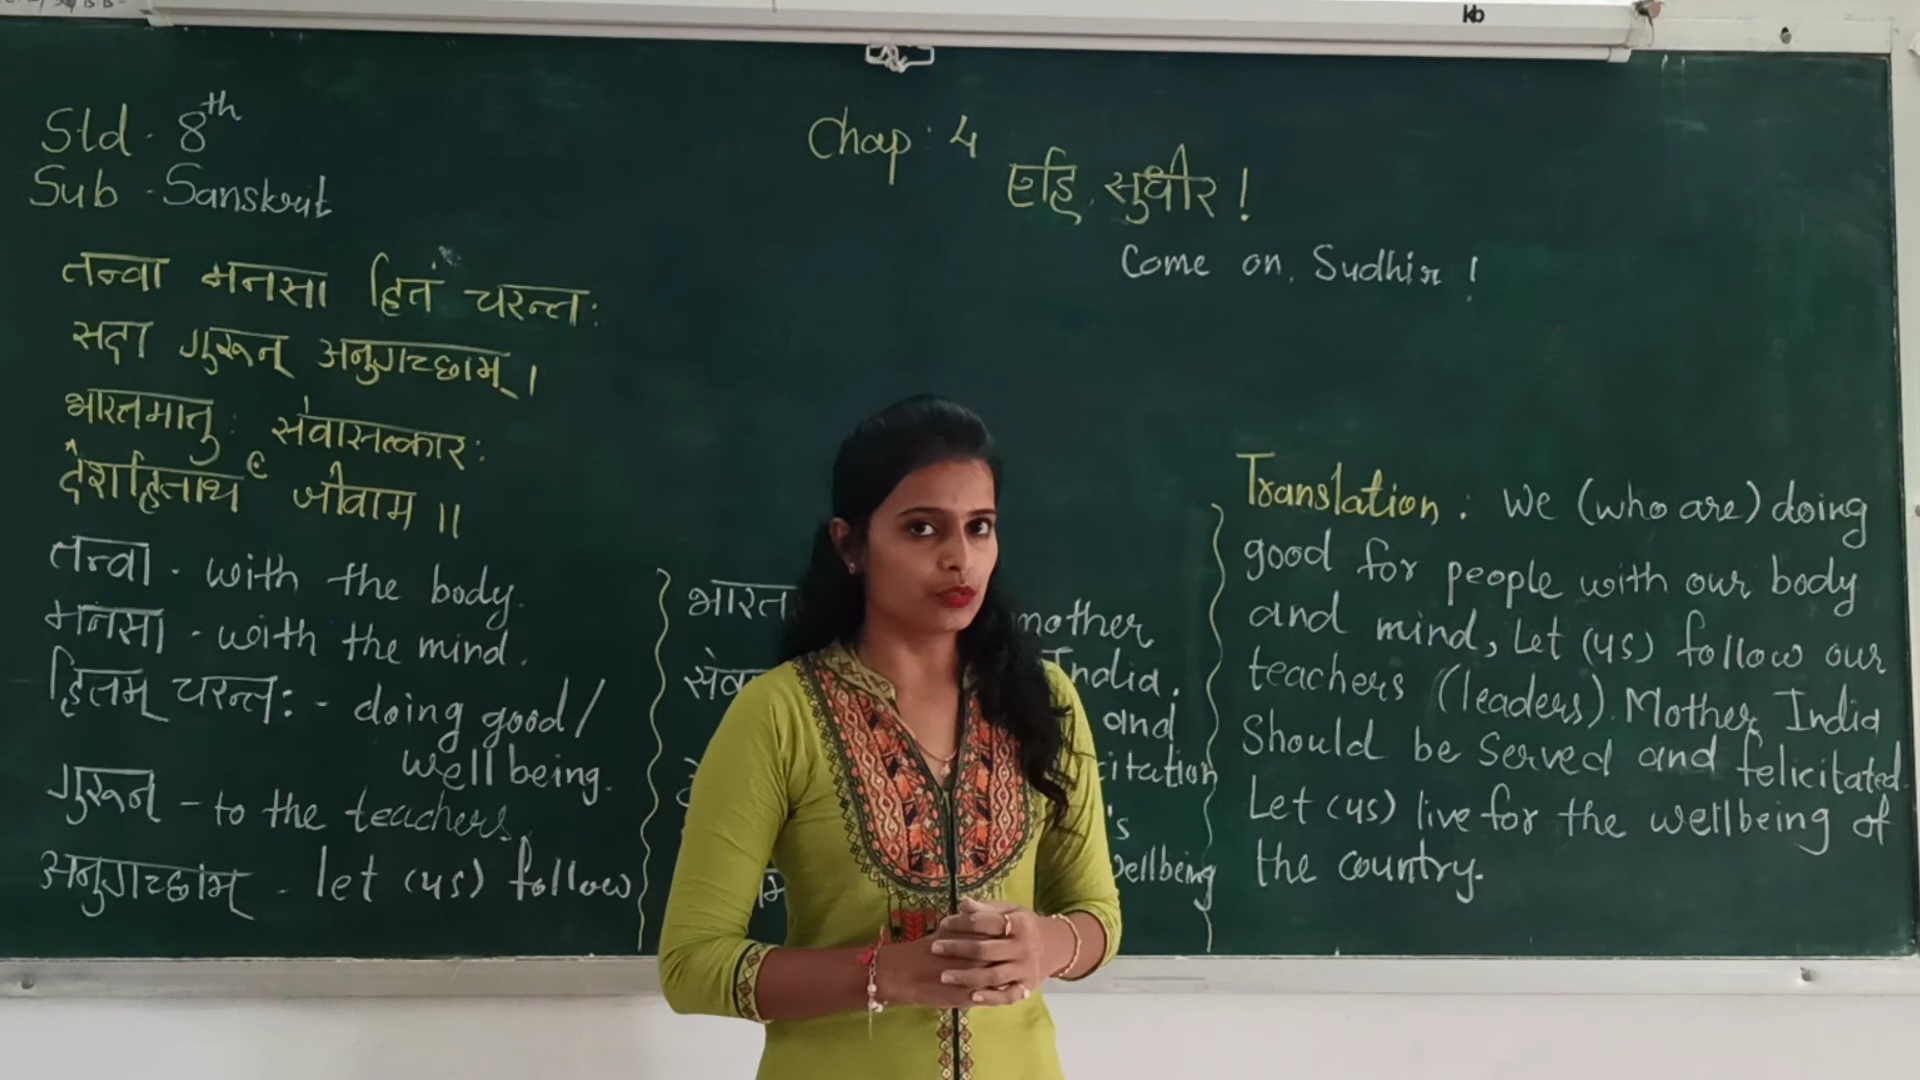 kb
Std - 8th
Sub - Sanskrit
Chap : 4
एहि सुधीर !
Come on, Sudhir !
तन्वा मनसा हितं चरन्तः
सदा गुरून् अनुगच्छाम् ।
भारतमातुः सेवासत्कारः
देशहितार्थं जीवाम ॥
तन्वा - with the body.
मनसा - with the mind.
हितम् चरन्तः - doing good/
wellbeing.
गुरून् - to the teachers.
अनुगच्छाम् - let (us) follow
भारत
mother
India.
सेव
and
citation
's
wellbeing
Translation : We (who are) doing
good for people with our body
and mind, Let (us) follow our
teachers (leaders). Mother India
Should be Served and felicitated.
Let (us) live for the wellbeing of
the country.